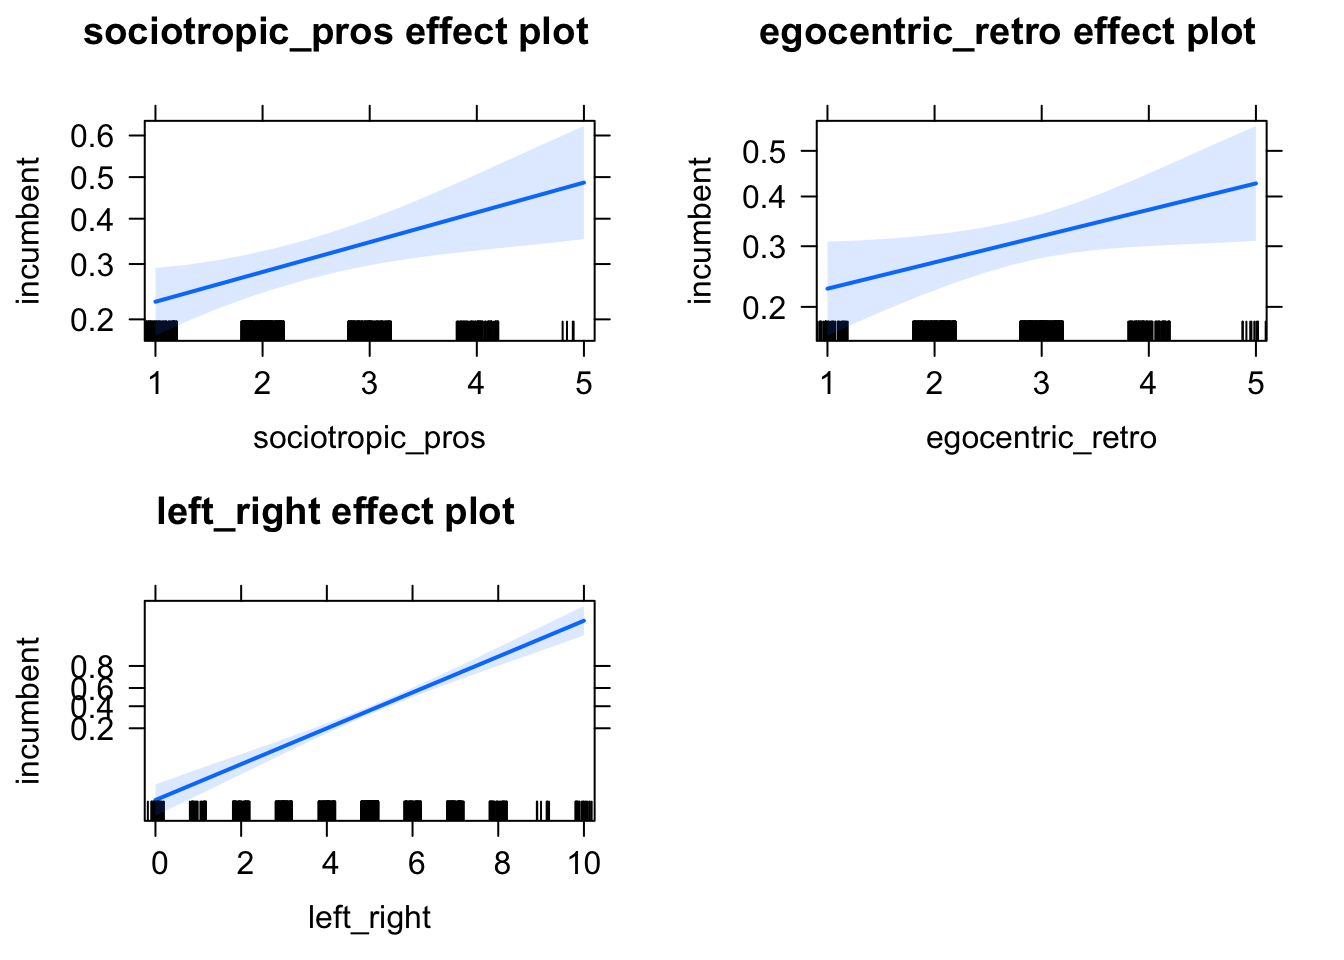 sociotropic_pros effect plot
incumbent
0.6
0.5
0.4
0.3
0.2
1 2 3 4 5
sociotropic_pros
egocentric_retro effect plot
incumbent
0.5
0.4
0.3
0.2
1 2 3 4 5
egocentric_retro
left_right effect plot
incumbent
0.8
0.6
0.4
0.2
0 2 4 6 8 10
left_right